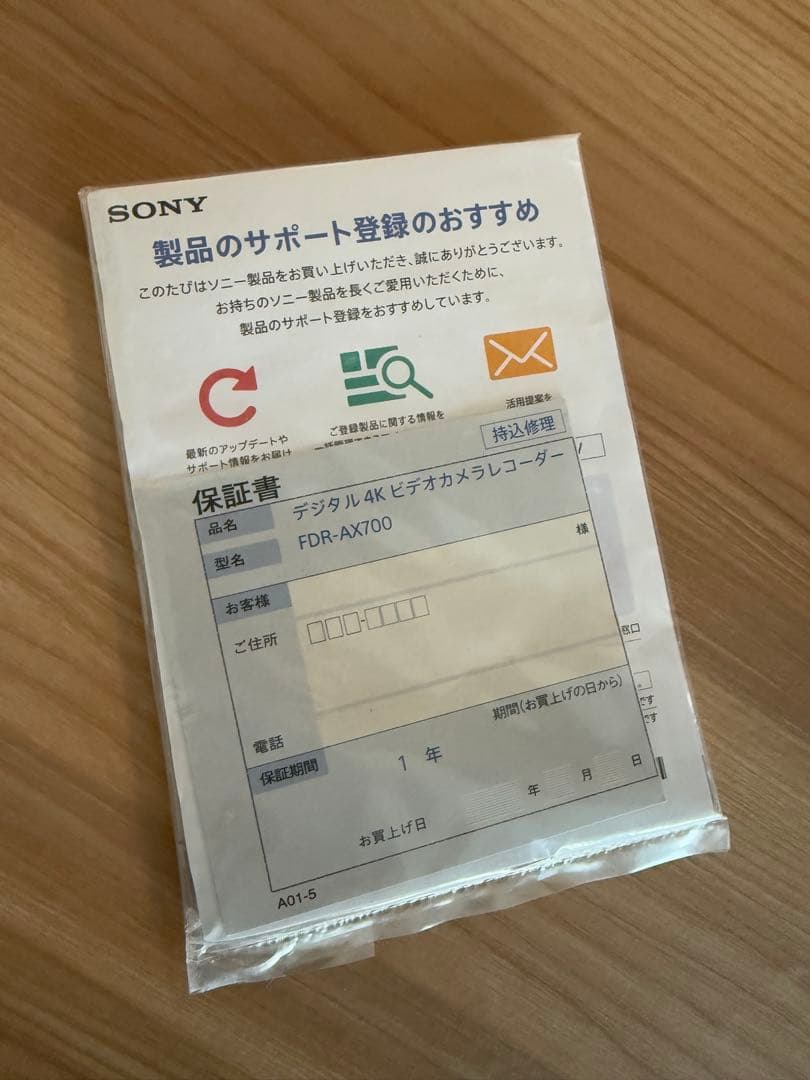 SONY
製品のサポート登録のおすすめ
このたびはソニー製品をお買い上げいただき、誠にありがとうございます。
お持ちのソニー製品を長くご愛用いただくために、
製品のサポート登録をおすすめしています。
最新のアップデートや
サポート情報をお届け
ご登録製品に関する情報を
活用提案を
保証書
持込修理
品名
デジタル4K ビデオカメラレコーダー
型名
FDR-AX700
お客様
様
ご住所
電話
窓口
です
です
保証期間
期間(お買上げの日から)
1 年
お買上げ日
年 月 日
A01-5